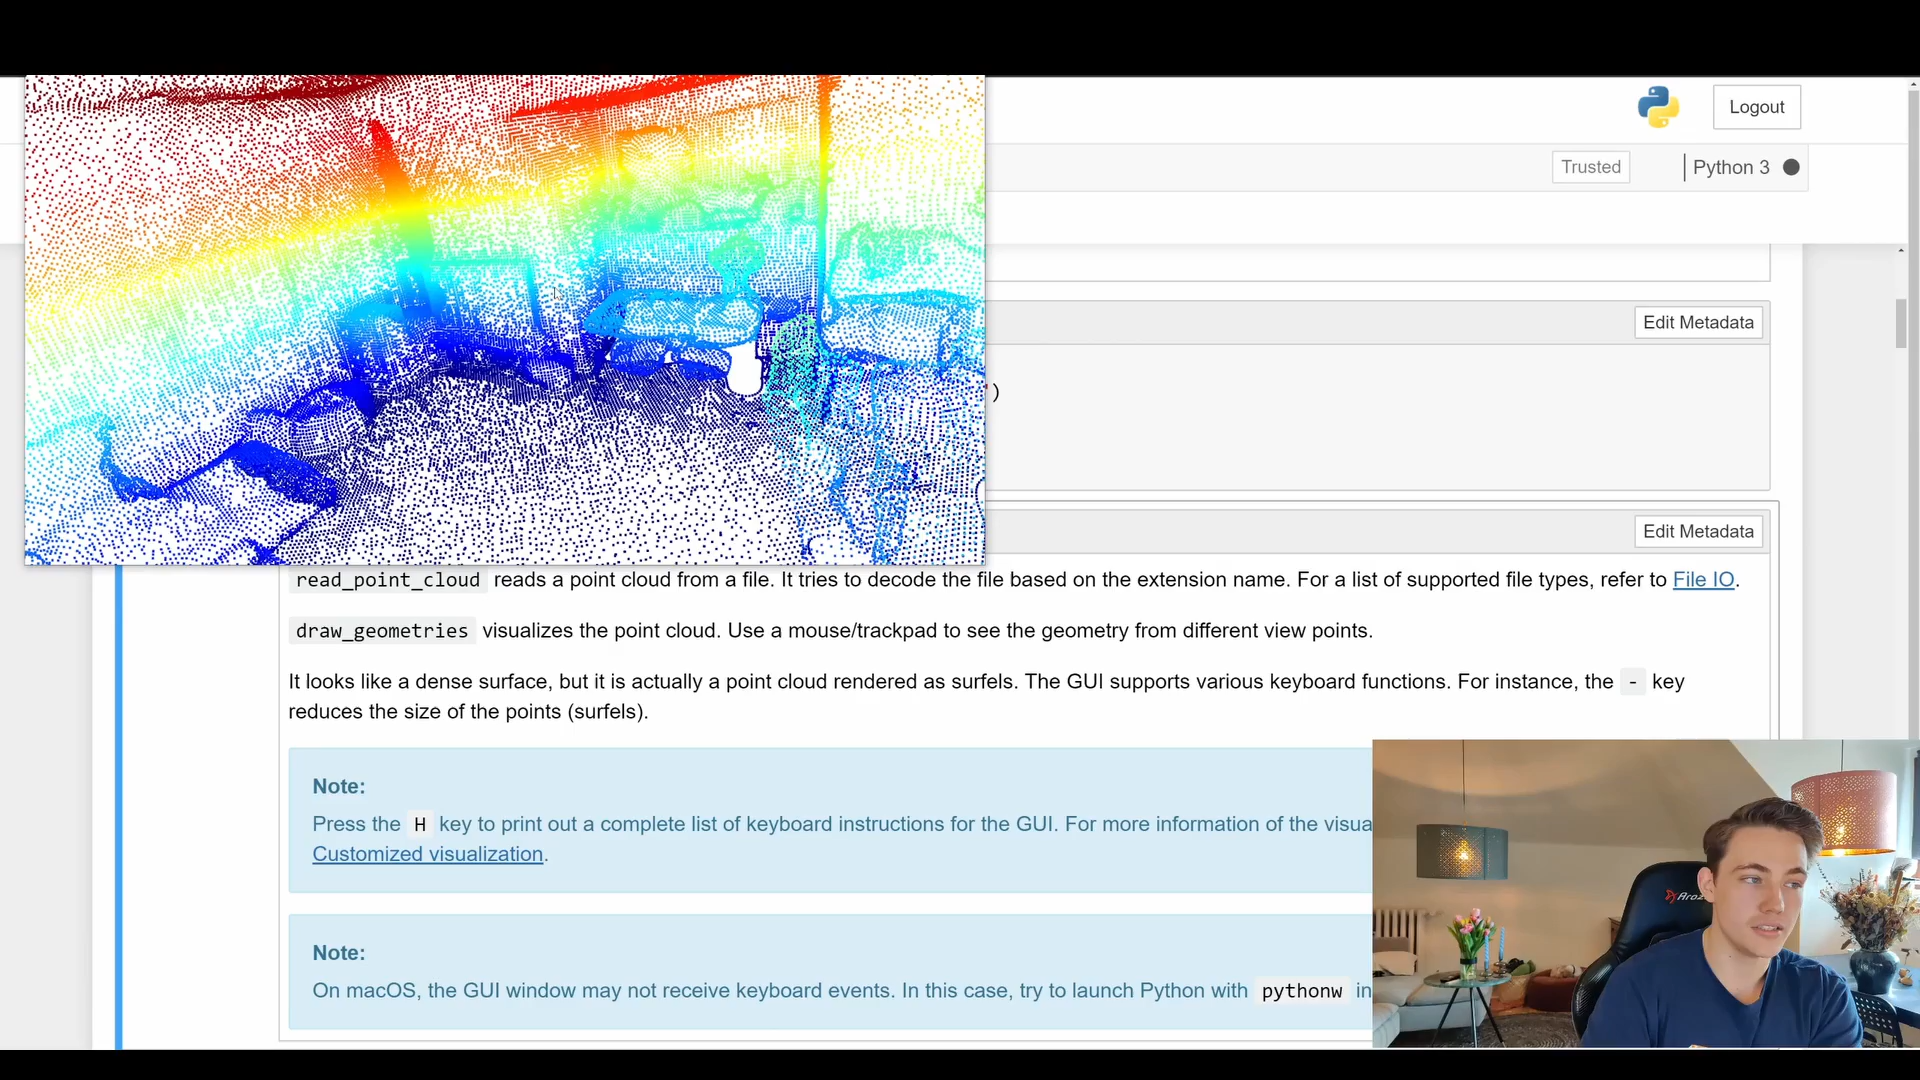 Logout
Trusted
Python 3
Edit Metadata
)
Edit Metadata
read_point_cloud reads a point cloud from a file. It tries to decode the file based on the extension name. For a list of supported file types, refer to File IO.
draw_geometries visualizes the point cloud. Use a mouse/trackpad to see the geometry from different view points.
It looks like a dense surface, but it is actually a point cloud rendered as surfels. The GUI supports various keyboard functions. For instance, the - key
reduces the size of the points (surfels).
Note:
Press the H key to print out a complete list of keyboard instructions for the GUI. For more information of the visua
Customized visualization.
Note:
On macOS, the GUI window may not receive keyboard events. In this case, try to launch Python with pythonw in